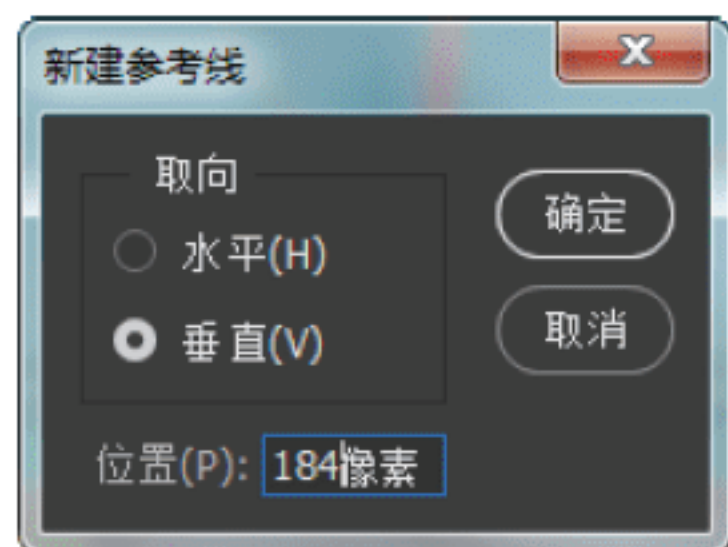 新建参考线
取向
水平(H)
垂直(V)
确定
取消
位置(P): 184像素